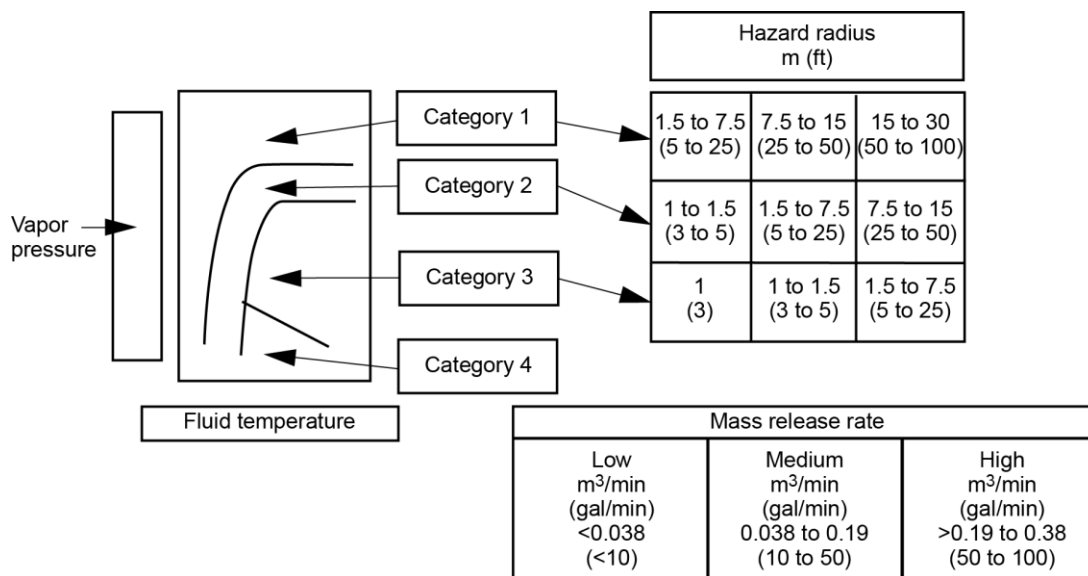 Hazard radius
m (ft)
Category 1
1.5 to 7.5
(5 to 25)
7.5 to 15
(25 to 50)
15 to 30
(50 to 100)
Category 2
1 to 1.5
(3 to 5)
1.5 to 7.5
(5 to 25)
7.5 to 15
(25 to 50)
Vapor
pressure
Category 3
1
(3)
1 to 1.5
(3 to 5)
1.5 to 7.5
(5 to 25)
Category 4
Fluid temperature
Mass release rate
Low
m³/min
(gal/min)
<0.038
(<10)
Medium
m³/min
(gal/min)
0.038 to 0.19
(10 to 50)
High
m³/min
(gal/min)
>0.19 to 0.38
(50 to 100)